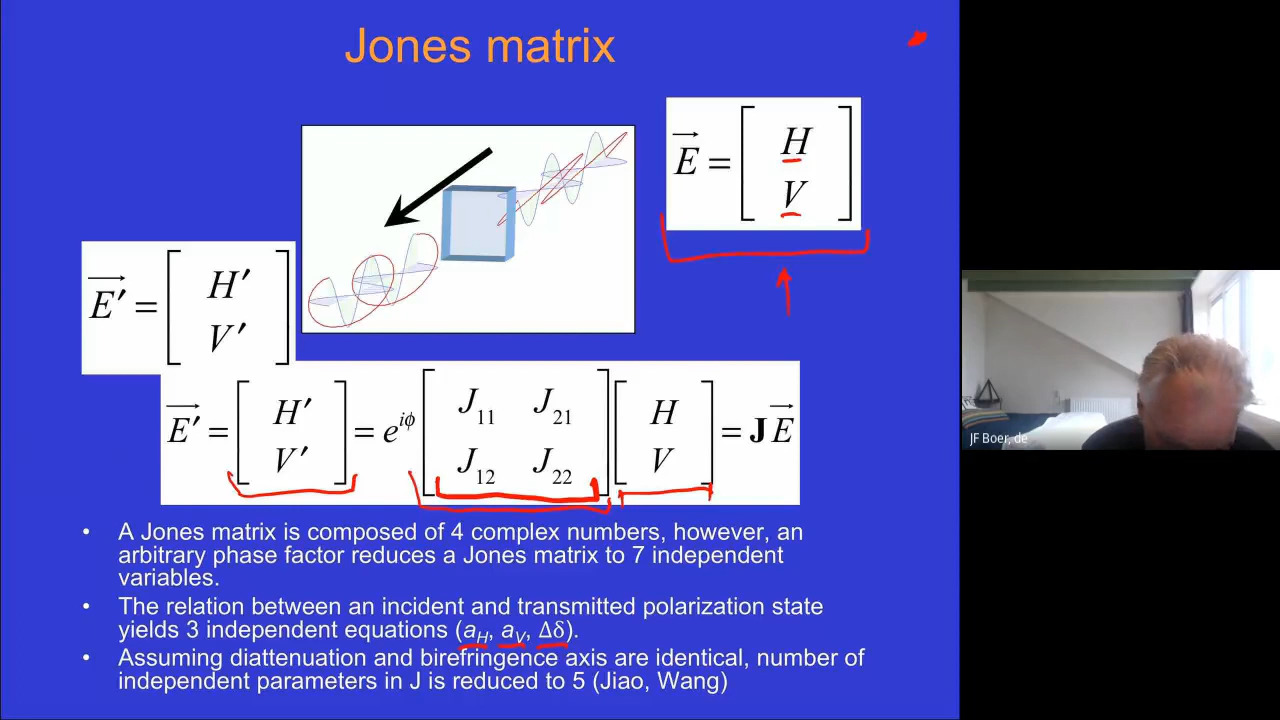 Jones matrix
E = [ H
V ]
E′ = [ H′
V′ ]
E′ = [ H′ V′ ] = e^{iϕ} [ J₁₁ J₂₁
J₁₂ J₂₂ ] [ H V ] = J E
• A Jones matrix is composed of 4 complex numbers, however, an
arbitrary phase factor reduces a Jones matrix to 7 independent
variables.
• The relation between an incident and transmitted polarization state
yields 3 independent equations (a_H, a_V, Δδ).
• Assuming diattenuation and birefringence axis are identical, number of
independent parameters in J is reduced to 5 (Jiao, Wang)
JF Boer, de